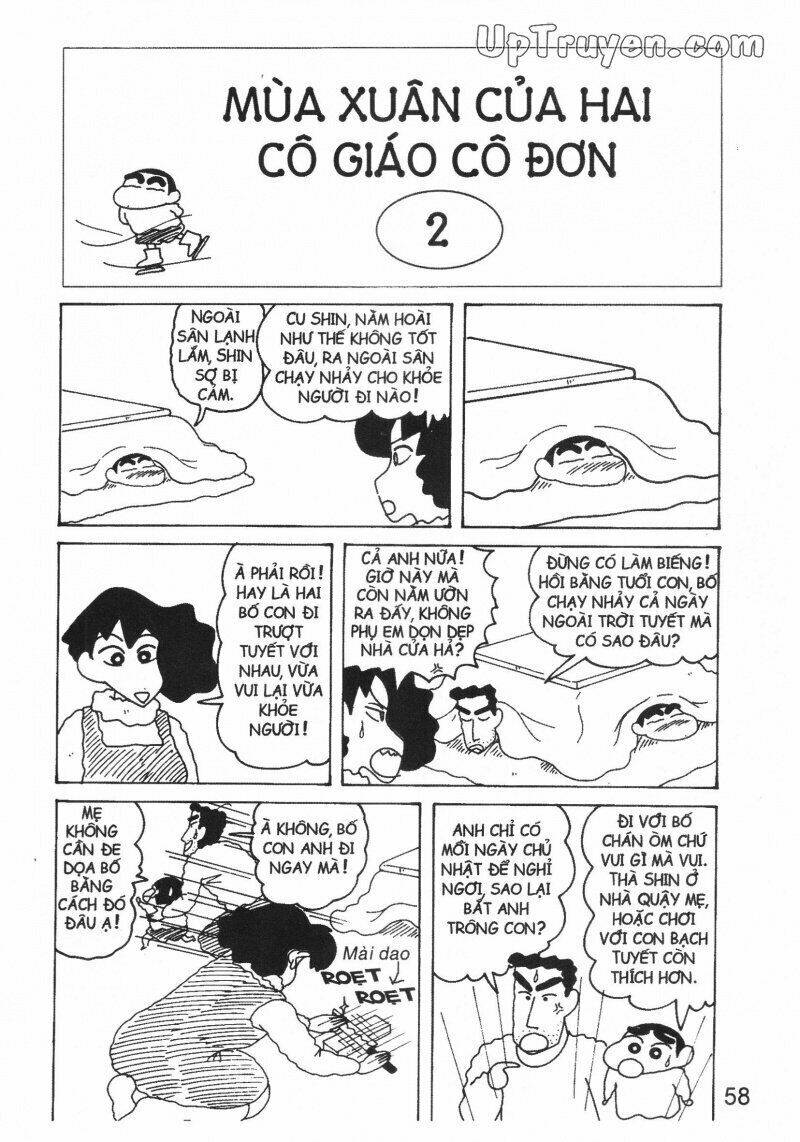 UpTruyen.com
MÙA XUÂN CỦA HAI
CÔ GIÁO CÔ ĐƠN
2
CU SHIN, NẰM HOÀI
NHƯ THẾ KHÔNG TỐT
ĐÂU, RA NGOÀI SÂN
CHẠY NHẢY CHO KHỎE
NGƯỜI ĐI NÀO!
NGOÀI
SÂN LẠNH
LẮM, SHIN
SỢ BỊ
CẢM.
ĐỪNG CÓ LÀM BIẾNG!
HỒI BẰNG TUỔI CON, BỐ
CHẠY NHẢY CẢ NGÀY
NGOÀI TRỜI TUYẾT MÀ
CÓ SAO ĐÂU?
CẢ ANH NỮA!
GIỜ NÀY MÀ
CÒN NẰM ƯỜN
RA ĐẤY, KHÔNG
PHỤ EM DỌN DẸP
NHÀ CỬA HẢ?
À PHẢI RỒI!
HAY LÀ HAI
BỐ CON ĐI
TRƯỢT
TUYẾT VỚI
NHAU, VỪA
VUI LẠI VỪA
KHỎE
NGƯỜI!
ĐI VỚI BỐ
CHÁN ÒM CHỨ
VUI GÌ MÀ VUI.
THÀ SHIN Ở
NHÀ QUẬY MẸ,
HOẶC CHƠI
VỚI CON BẠCH
TUYẾT CÒN
THÍCH HƠN.
ANH CHỈ CÓ
MỖI NGÀY CHỦ
NHẬT ĐỂ NGHỈ
NGƠI, SAO LẠI
BẮT ANH
TRÔNG CON?
À KHÔNG, BỐ
CON ANH ĐI
NGAY MÀ!
MẸ
KHÔNG
CẦN ĐE
DỌA BỐ
BẰNG
CÁCH ĐÓ
ĐÂU Ạ!
Mài dao
ROẸT
ROẸT
58